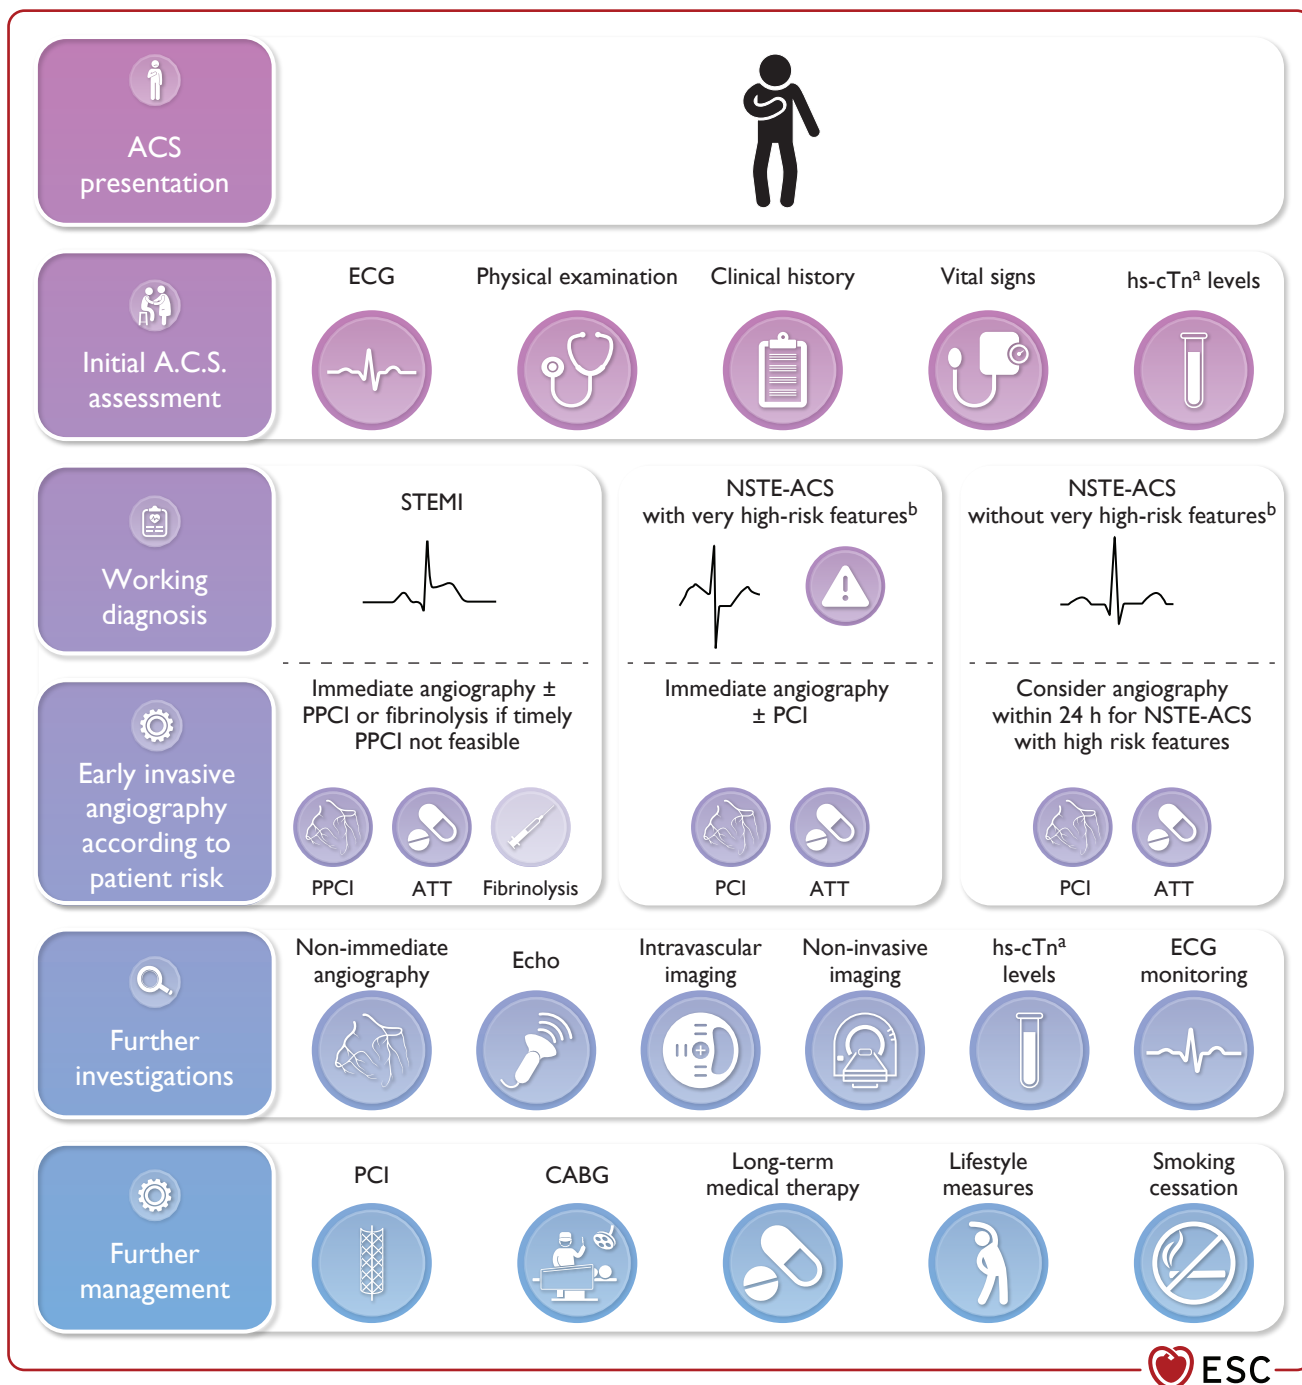 ACS
presentation
Initial A.C.S.
assessment
ECG
Physical examination
Clinical history
Vital signs
hs-cTnᵃ levels
Working
diagnosis
STEMI
NSTE-ACS
with very high-risk featuresᵇ
NSTE-ACS
without very high-risk featuresᵇ
Early invasive
angiography
according to
patient risk
Immediate angiography ±
PPCI or fibrinolysis if timely
PPCI not feasible
PPCI
ATT
Fibrinolysis
Immediate angiography
± PCI
PCI
ATT
Consider angiography
within 24 h for NSTE-ACS
with high risk features
PCI
ATT
Further
investigations
Non-immediate
angiography
Echo
Intravascular
imaging
Non-invasive
imaging
hs-cTnᵃ
levels
ECG
monitoring
Further
management
PCI
CABG
Long-term
medical therapy
Lifestyle
measures
Smoking
cessation
ESC